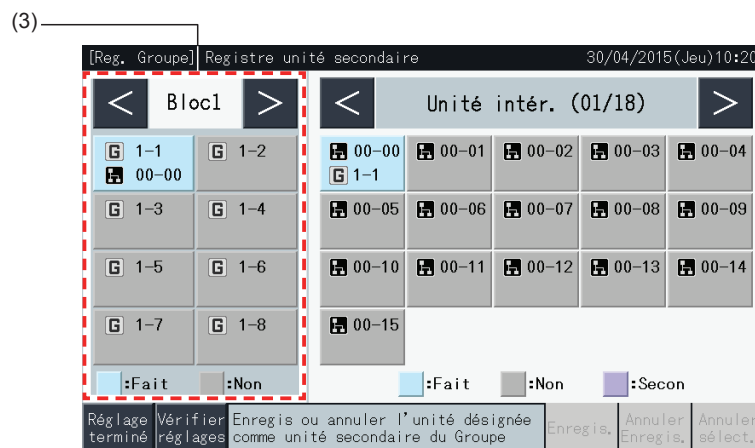 (3)
[Reg. Groupe] Registre unité secondaire 30/04/2015(Jeu)10:20
< Bloc1 > < Unité intér. (01/18) >
G 1-1 G 1-2 00-00 00-01 00-02 00-03 00-04
00-00 G 1-1
G 1-3 G 1-4 00-05 00-06 00-07 00-08 00-09
G 1-5 G 1-6 00-10 00-11 00-12 00-13 00-14
G 1-7 G 1-8 00-15
:Fait :Non :Fait :Non :Secon
Réglage Vérifier Enregis ou annuler l'unité désignée Enregis. Annuler Annuler
terminé réglages comme unité secondaire du Groupe Enregis. sélect.